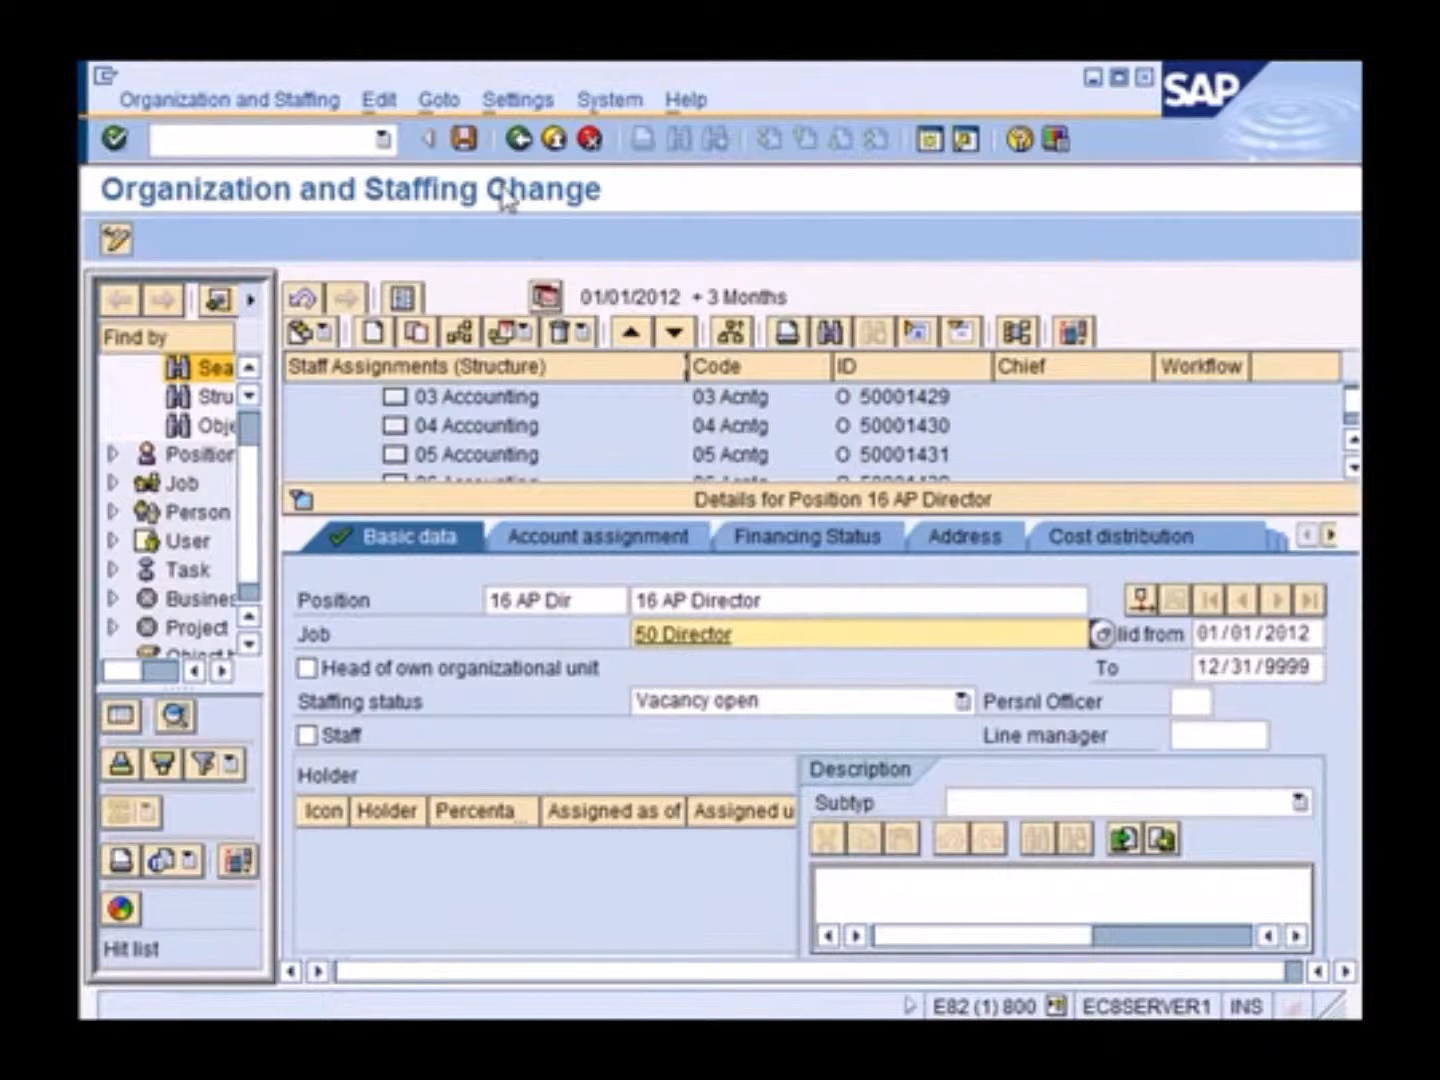 Organization and Staffing Edit Goto Settings System Help
SAP
Organization and Staffing Change
01/01/2012 + 3 Months
Find by
Staff Assignments (Structure) Code ID Chief Workflow
Sea
03 Accounting 03 Acntg O 50001429
Stru
04 Accounting 04 Acntg O 50001430
Obje
05 Accounting 05 Acntg O 50001431
Position
Job
Details for Position 16 AP Director
Person
Basic data Account assignment Financing Status Address Cost distribution
User
Task
Busines
Position 16 AP Dir 16 AP Director
Project
Job 50 Director lid from 01/01/2012
Head of own organizational unit To 12/31/9999
Staffing status Vacancy open Persnl Officer
Staff Line manager
Holder Description
Subtyp
Icon Holder Percenta... Assigned as of Assigned u
Hit list
E82 (1) 800 EC8SERVER1 INS